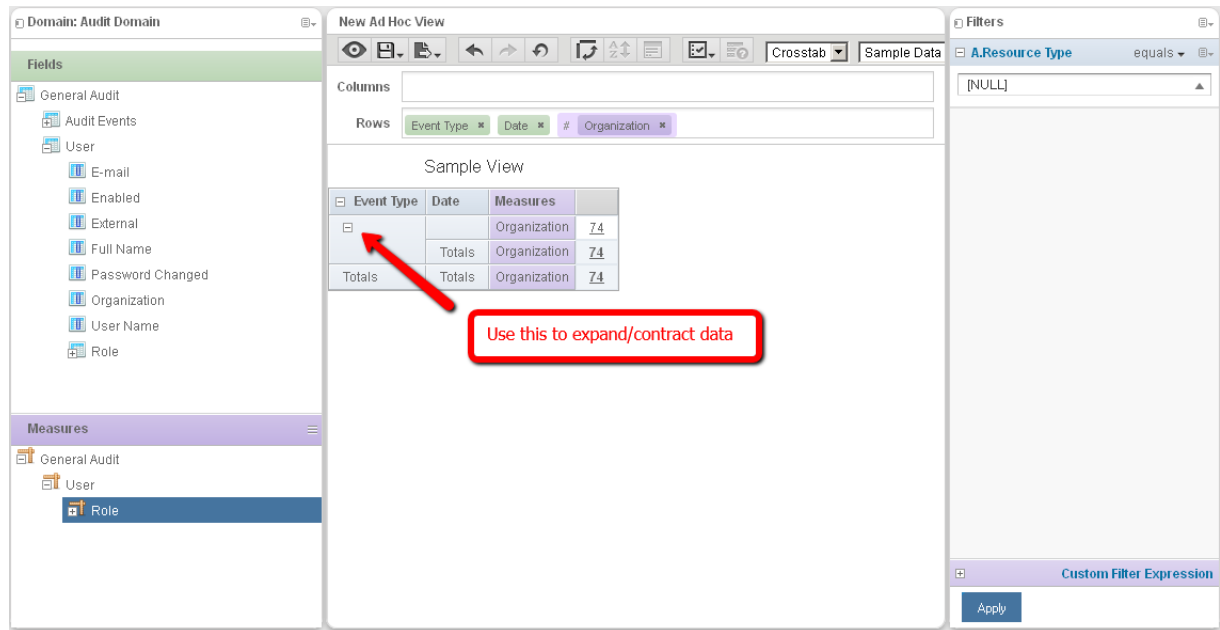 Domain: Audit Domain
Fields
General Audit
Audit Events
User
E-mail
Enabled
External
Full Name
Password Changed
Organization
User Name
Role
Measures
General Audit
User
Role
New Ad Hoc View
Crosstab
Sample Data
Columns
Rows
Event Type × Date × # Organization ×
Sample View
Event Type Date Measures
Organization 74
Totals Organization 74
Totals Totals Organization 74
Use this to expand/contract data
Filters
A.Resource Type equals
[NULL]
Custom Filter Expression
Apply